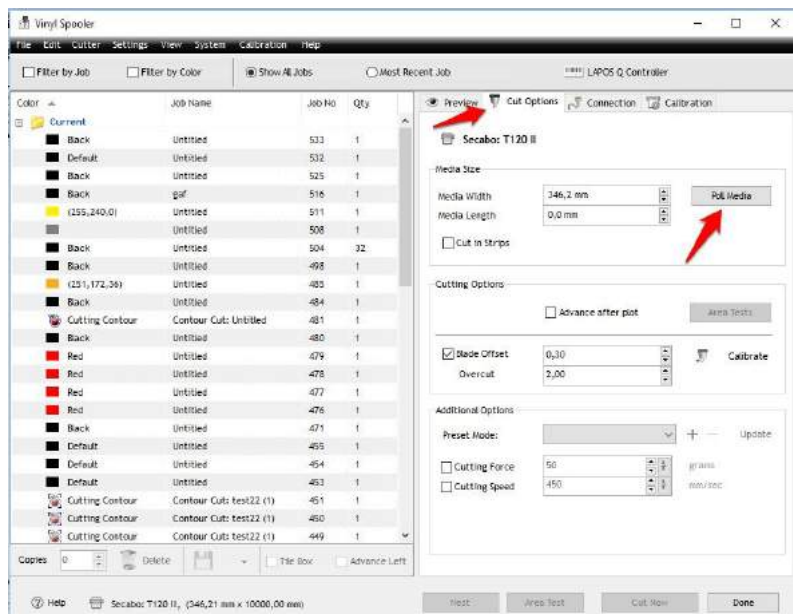 Vinyl Spooler
File Edit Cutter Settings View System Calibration Help
Filter by Job Filter by Color Show All Jobs Most Recent Job LAPOS Q Controller
Color Job Name Job No Qty
Current
Back Untitled 533 1
Default Untitled 532 1
Back Untitled 525 1
Back gaf 516 1
(255,240,0) Untitled 511 1
Untitled 508 1
Back Untitled 504 32
Back Untitled 498 1
(251,172,36) Untitled 485 1
Back Untitled 484 1
Cutting Contour Contour Cut: Untitled 481 1
Back Untitled 480 1
Red Untitled 479 1
Red Untitled 478 1
Red Untitled 477 1
Red Untitled 476 1
Back Untitled 471 1
Default Untitled 455 1
Default Untitled 454 1
Default Untitled 453 1
Cutting Contour Contour Cut: test22 (1) 451 1
Cutting Contour Contour Cut: test22 (1) 450 1
Cutting Contour Contour Cut: test22 (1) 449 1
Copies 0 Delete Tile Box Advance Left
Preview Cut Options Connection Calibration
Secabo: T120 II
Media Size
Media Width 346,2 mm Poll Media
Media Length 0,0 mm
Cut in Strips
Cutting Options
Advance after plot Area Tests
Blade Offset 0,30 Calibrate
Overcut 2,00
Additional Options
Preset Mode: Update
Cutting Force 50 grams
Cutting Speed 450 mm/sec
Help Secabo: T120 II, (346,21 mm x 10000,00 mm) Nest Area Test Cut Now Done